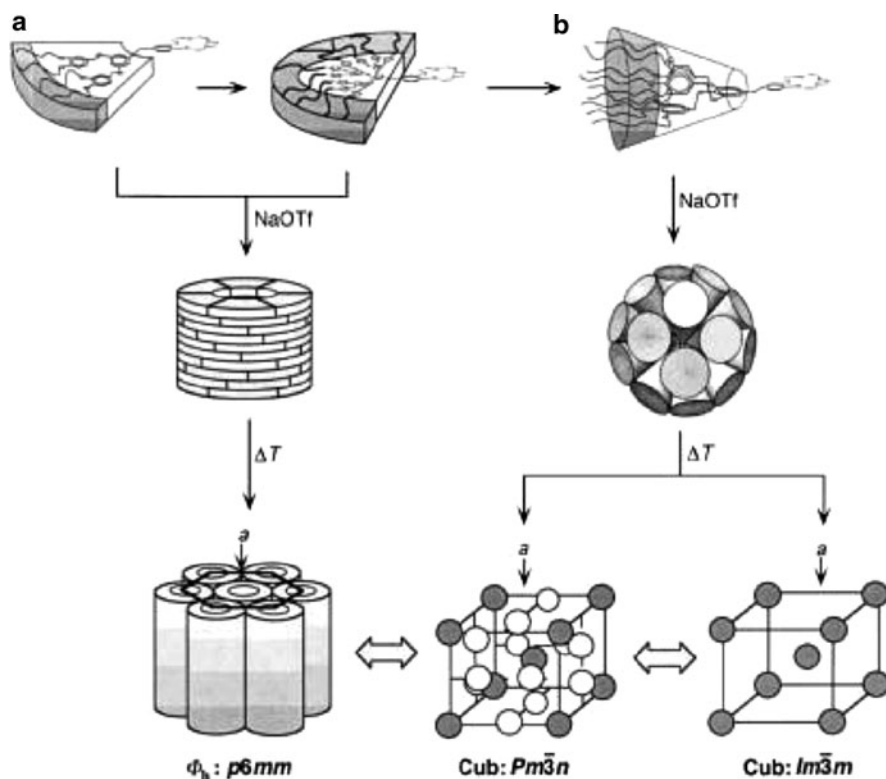 a
b
NaOTf
NaOTf
ΔT
ΔT
a
a
a
Φh : p6mm
Cub: Pm3̅n
Cub: Im3̅m